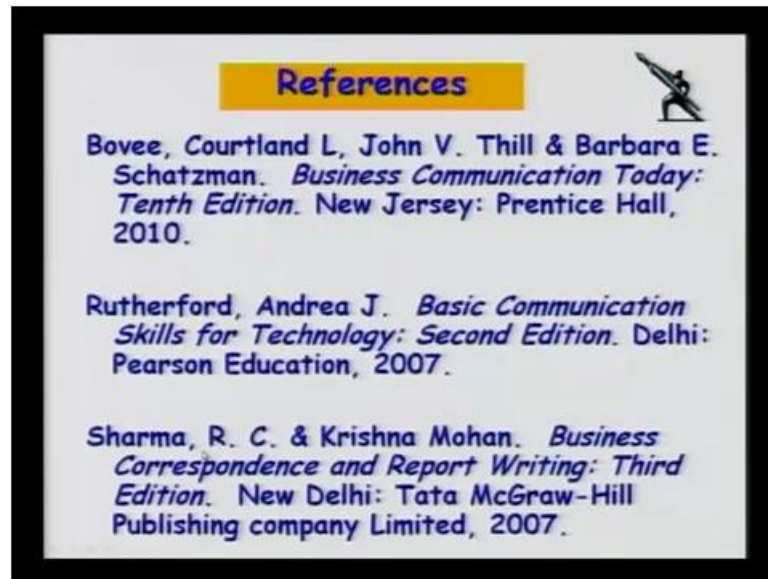 References
Bovee, Courtland L, John V. Thill & Barbara E.
Schatzman. Business Communication Today:
Tenth Edition. New Jersey: Prentice Hall,
2010.
Rutherford, Andrea J. Basic Communication
Skills for Technology: Second Edition. Delhi:
Pearson Education, 2007.
Sharma, R. C. & Krishna Mohan. Business
Correspondence and Report Writing: Third
Edition. New Delhi: Tata McGraw-Hill
Publishing company Limited, 2007.